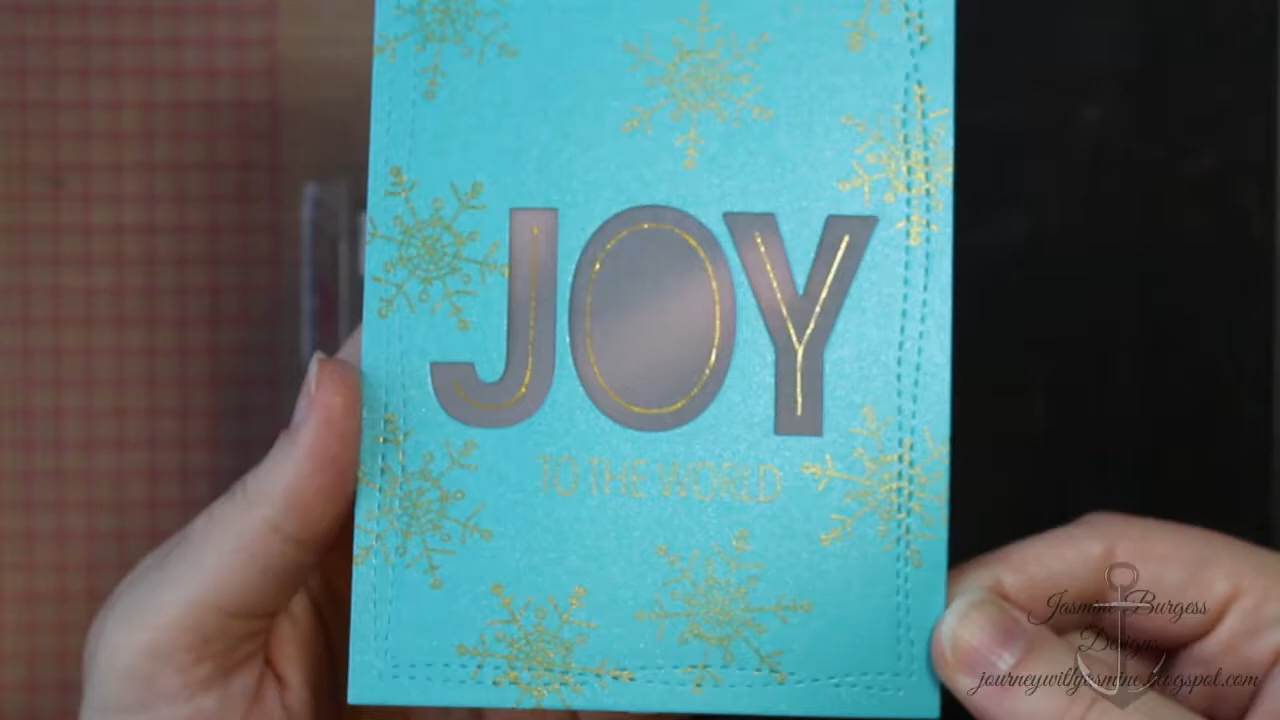 JOY
TO THE WORLD
Jasmine Burgess
Designs
journeywithjasmine.blogspot.com